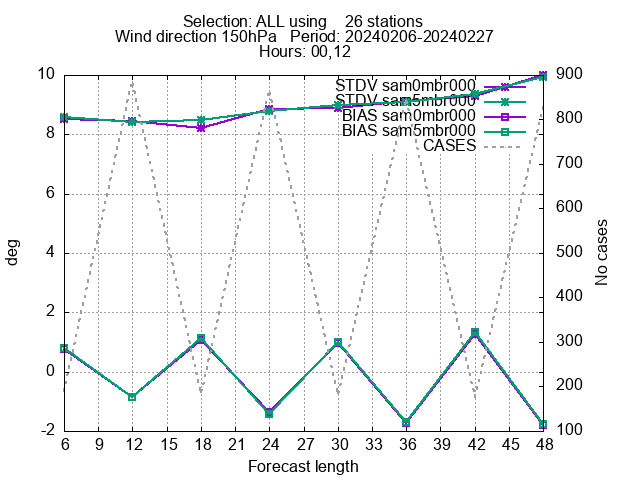 Selection: ALL using    26 stations
Wind direction 150hPa   Period: 20240206-20240227
Hours: 00,12
STDV sam0mbr000
STDV sam5mbr000
BIAS sam0mbr000
BIAS sam5mbr000
CASES
10
8
6
4
2
0
-2
deg
900
800
700
600
500
400
300
200
100
No cases
6 9 12 15 18 21 24 27 30 33 36 39 42 45 48
Forecast length